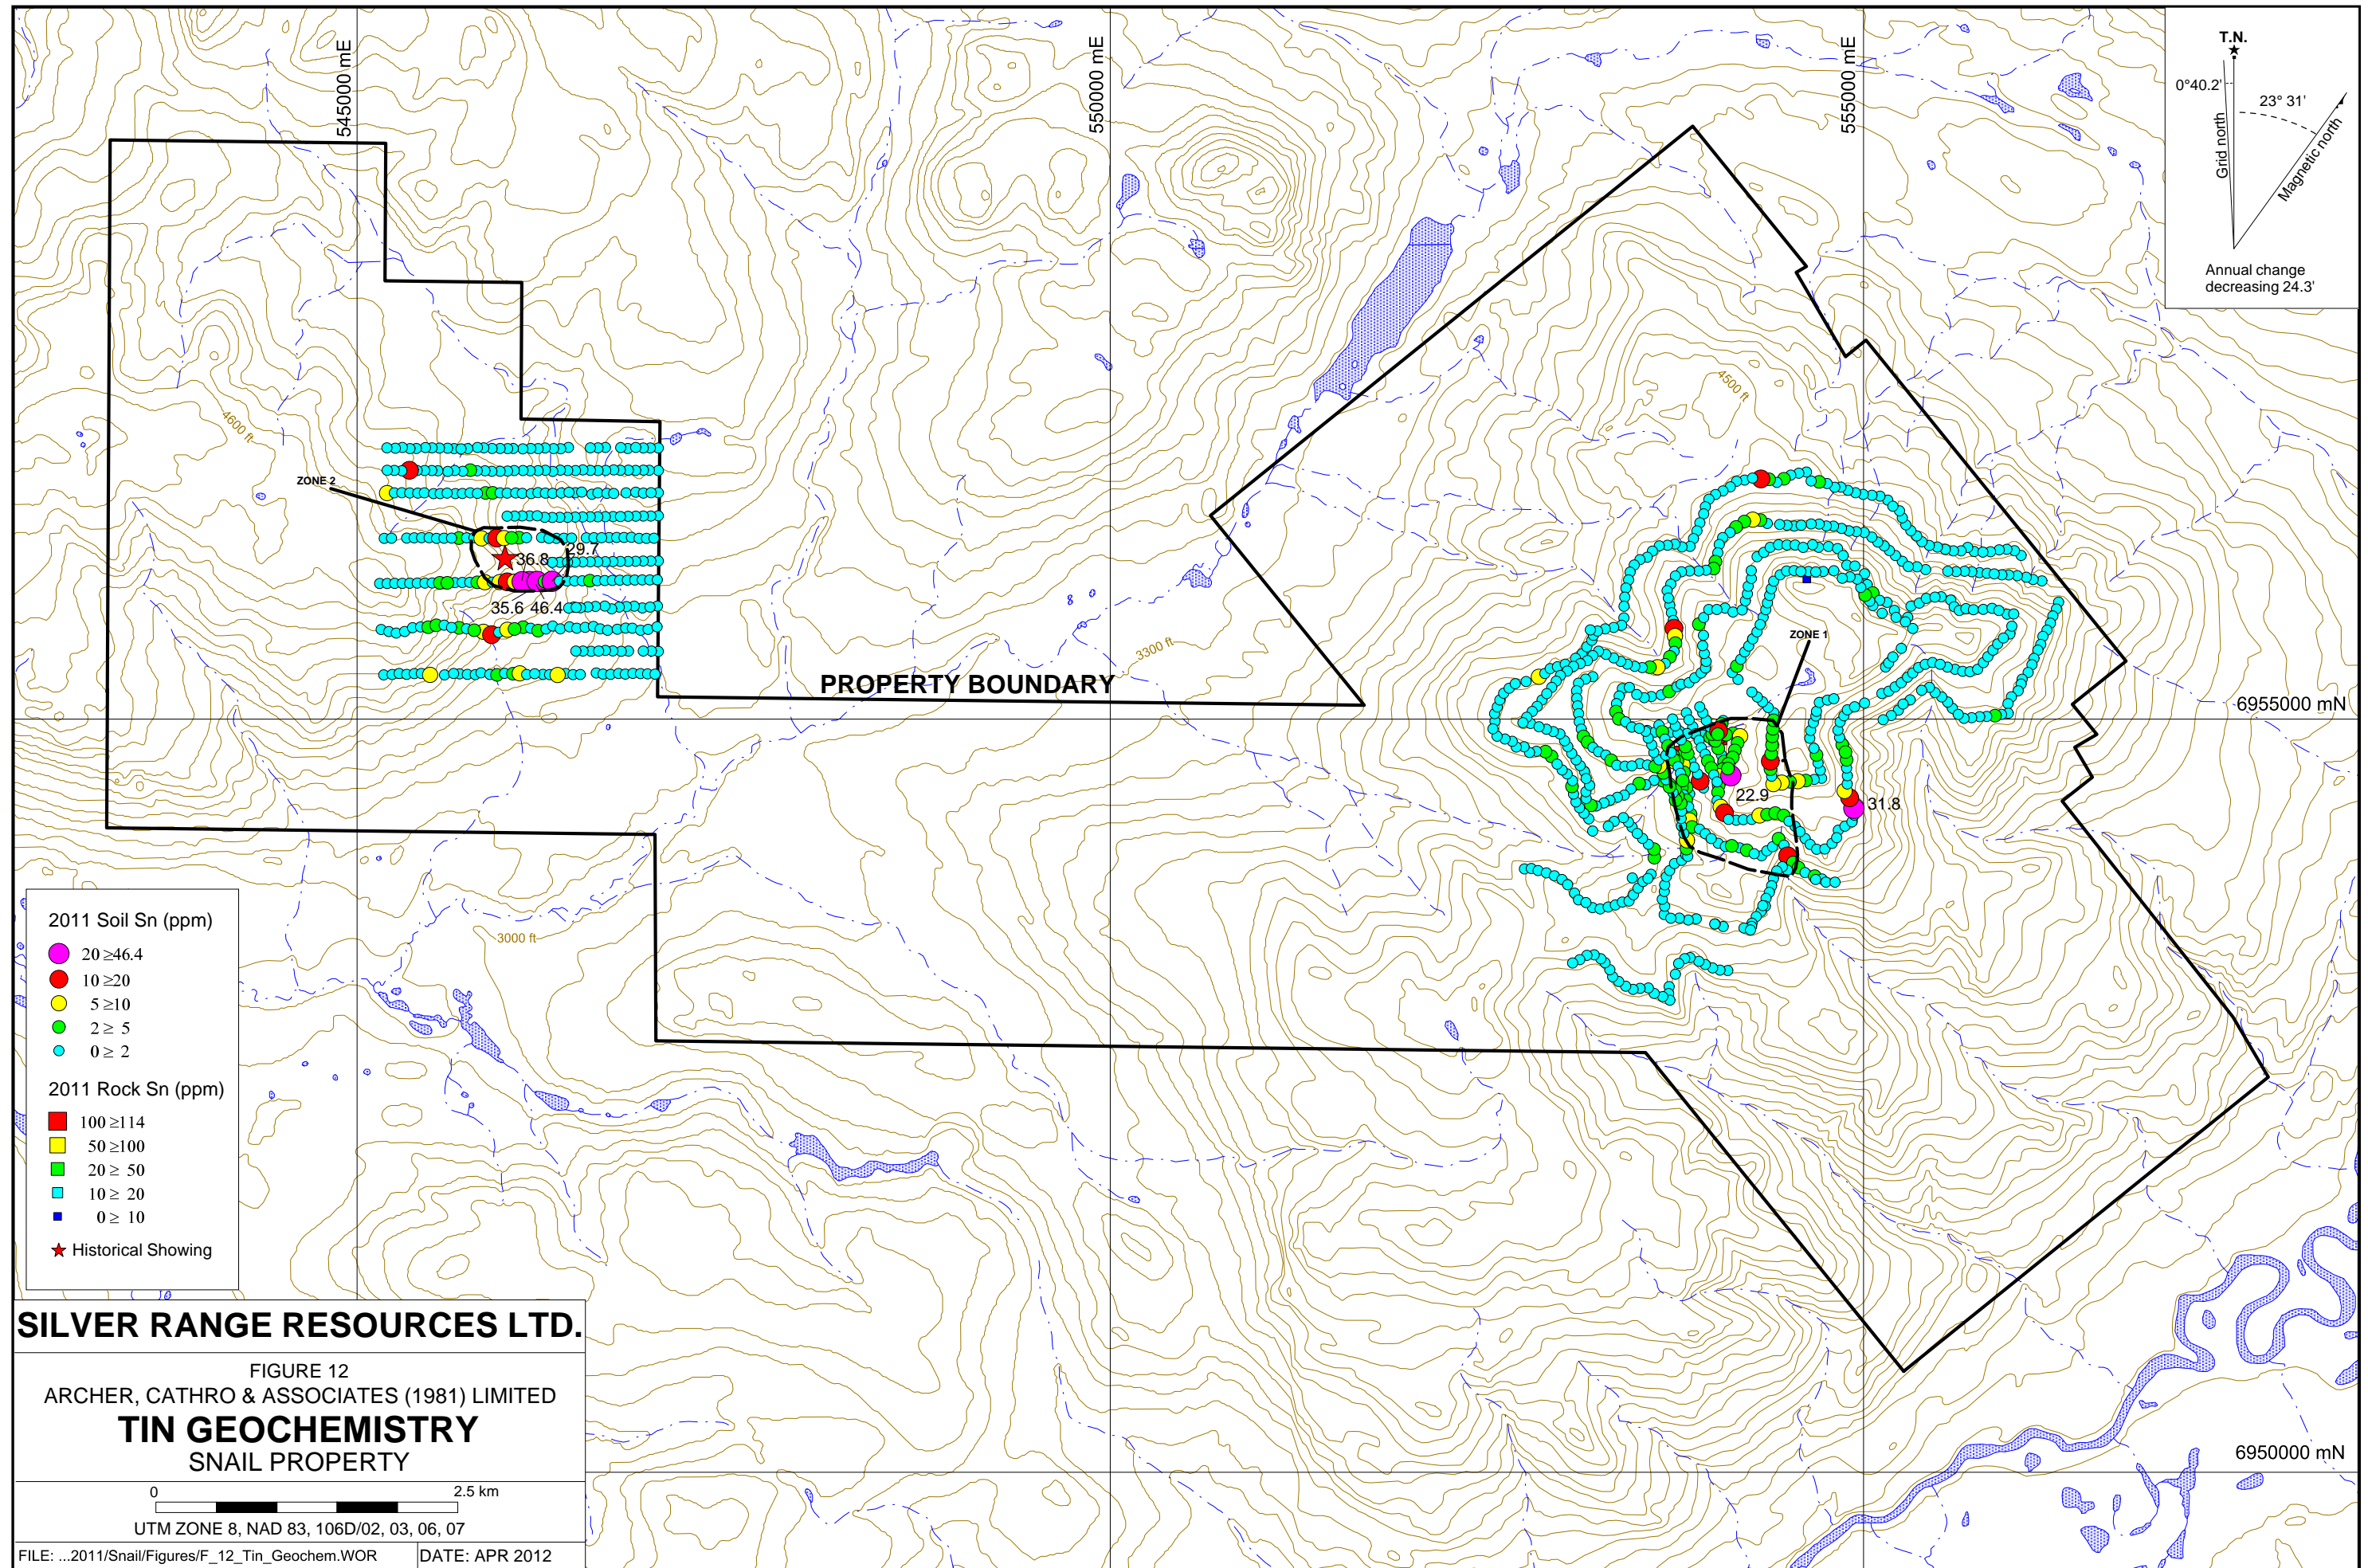 545000 mE
550000 mE
555000 mE
T.N.
0°40.2'
23° 31'
Grid north
Magnetic north
Annual change
decreasing 24.3'
4600 ft
4500 ft
ZONE 2
36.8
29.7
35.6 46.4
ZONE 1
3300 ft
PROPERTY BOUNDARY
6955000 mN
22.9
31.8
3000 ft
2011 Soil Sn (ppm)
20 ≥46.4
10 ≥20
5 ≥10
2 ≥ 5
0 ≥ 2
2011 Rock Sn (ppm)
100 ≥114
50 ≥100
20 ≥ 50
10 ≥ 20
0 ≥ 10
Historical Showing
6950000 mN
SILVER RANGE RESOURCES LTD.
FIGURE 12
ARCHER, CATHRO & ASSOCIATES (1981) LIMITED
TIN GEOCHEMISTRY
SNAIL PROPERTY
0 2.5 km
UTM ZONE 8, NAD 83, 106D/02, 03, 06, 07
FILE: ...2011/Snail/Figures/F_12_Tin_Geochem.WOR DATE: APR 2012